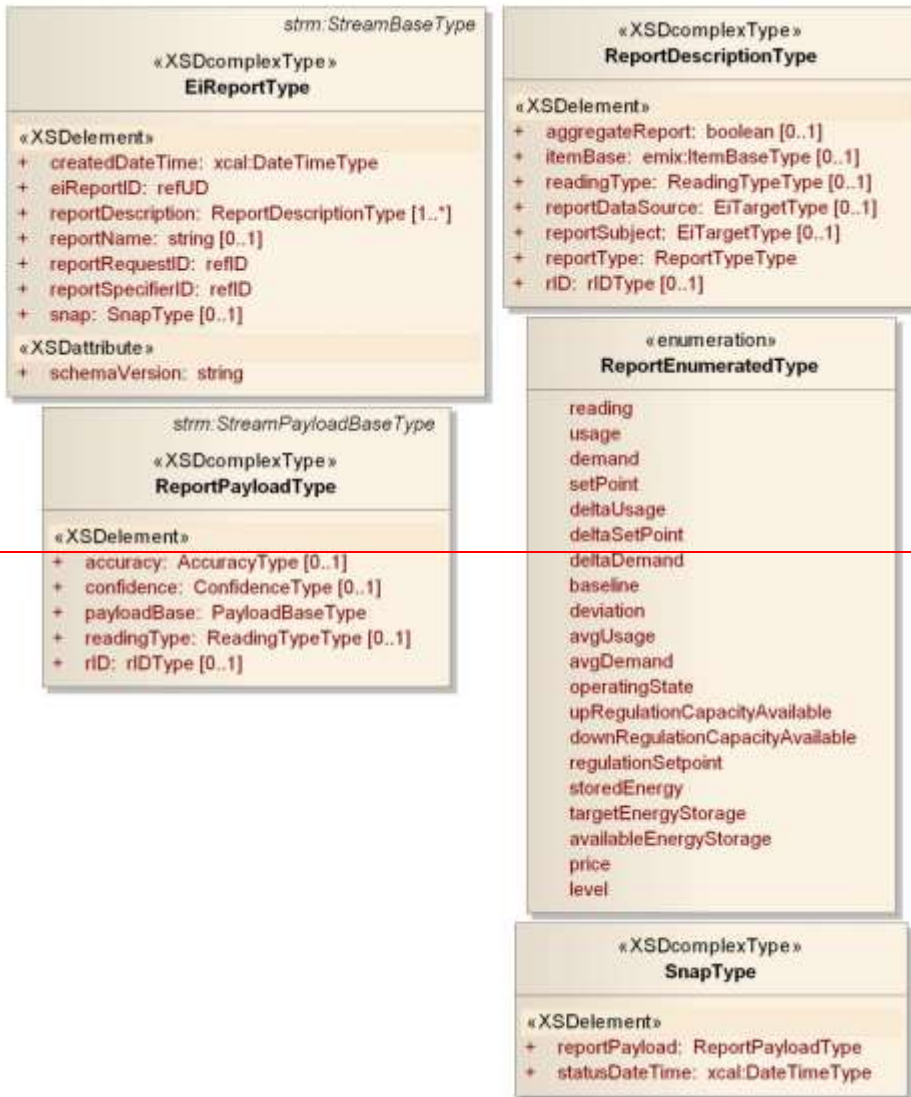 strm:StreamBaseType
«XSDcomplexType»
EiReportType
«XSDelement»
+ createdDateTime: xcal:DateTimeType
+ eiReportID: refUD
+ reportDescription: ReportDescriptionType [1..*]
+ reportName: string [0..1]
+ reportRequestID: refID
+ reportSpecifierID: refID
+ snap: SnapType [0..1]
«XSDattribute»
+ schemaVersion: string
«XSDcomplexType»
ReportDescriptionType
«XSDelement»
+ aggregateReport: boolean [0..1]
+ itemBase: emix:ItemBaseType [0..1]
+ readingType: ReadingTypeType [0..1]
+ reportDataSource: EiTargetType [0..1]
+ reportSubject: EiTargetType [0..1]
+ reportType: ReportTypeType
+ rID: rIDType [0..1]
strm:StreamPayloadBaseType
«XSDcomplexType»
ReportPayloadType
«XSDelement»
+ accuracy: AccuracyType [0..1]
+ confidence: ConfidenceType [0..1]
+ payloadBase: PayloadBaseType
+ readingType: ReadingTypeType [0..1]
+ rID: rIDType [0..1]
«enumeration»
ReportEnumeratedType
reading
usage
demand
setPoint
deltaUsage
deltaSetPoint
deltaDemand
baseline
deviation
avgUsage
avgDemand
operatingState
upRegulationCapacityAvailable
downRegulationCapacityAvailable
regulationSetpoint
storedEnergy
targetEnergyStorage
availableEnergyStorage
price
level
«XSDcomplexType»
SnapType
«XSDelement»
+ reportPayload: ReportPayloadType
+ statusDateTime: xcal:DateTimeType